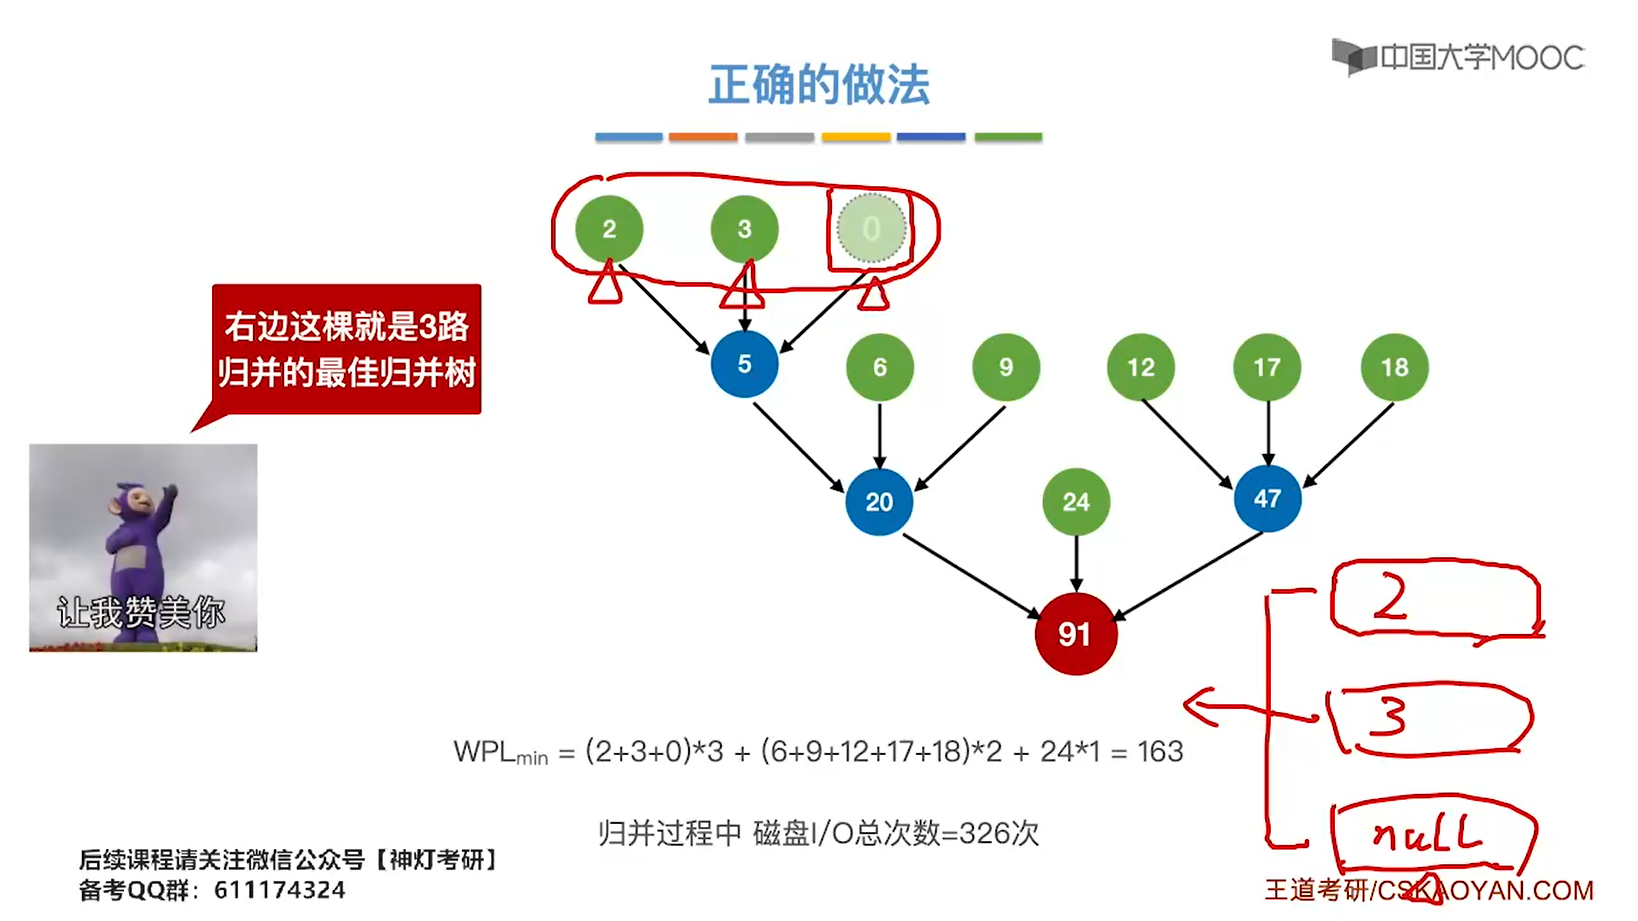 中国大学MOOC
正确的做法
2 3 0
右边这棵就是3路
归并的最佳归并树
5 6 9 12 17 18
20 24 47
让我赞美你
91
2
3
null
WPLmin = (2+3+0)*3 + (6+9+12+17+18)*2 + 24*1 = 163
归并过程中 磁盘I/O总次数=326次
后续课程请关注微信公众号【神灯考研】
备考QQ群：611174324
王道考研/CSKAOYAN.COM